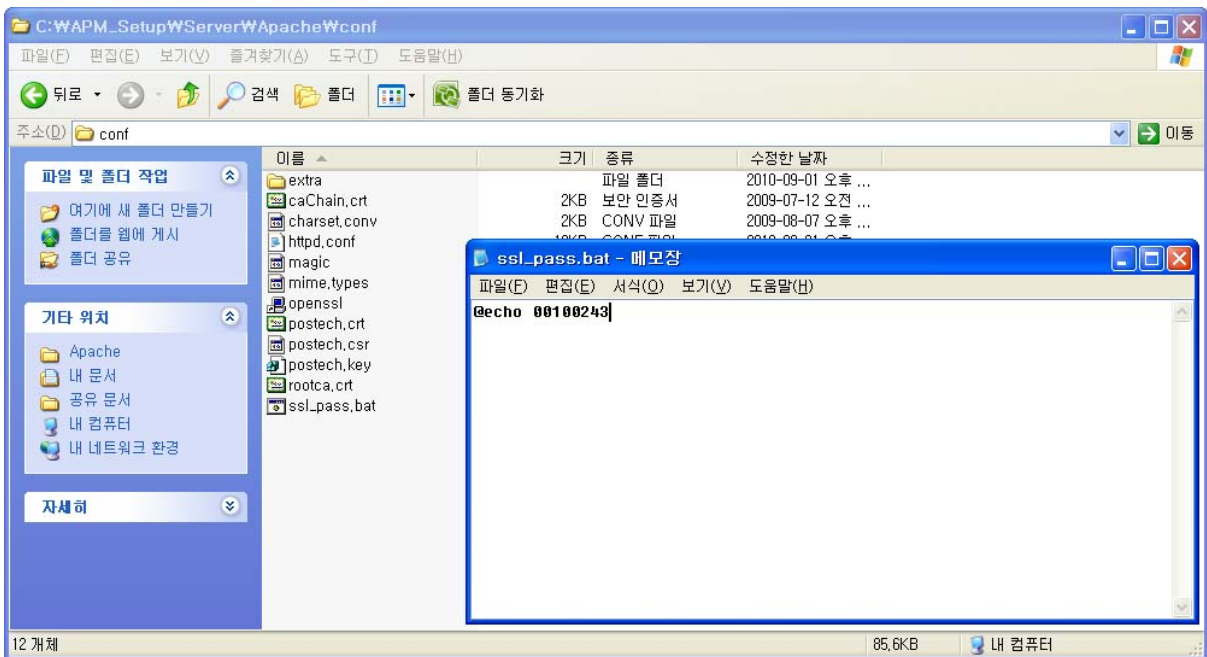 C:₩APM_Setup₩Server₩Apache₩conf
파일(F) 편집(E) 보기(V) 즐겨찾기(A) 도구(T) 도움말(H)
뒤로 검색 폴더 폴더 동기화
주소(D) conf 이동
파일 및 폴더 작업
여기에 새 폴더 만들기
폴더를 웹에 게시
폴더 공유
기타 위치
Apache
내 문서
공유 문서
내 컴퓨터
내 네트워크 환경
자세히
이름 크기 종류 수정한 날짜
extra 파일 폴더 2010-09-01 오후 ...
caChain.crt 2KB 보안 인증서 2009-07-12 오전 ...
charset.conv 2KB CONV 파일 2009-08-07 오후 ...
httpd.conf
magic
mime.types
openssl
postech.crt
postech.csr
postech.key
rootca.crt
ssl_pass.bat
ssl_pass.bat - 메모장
파일(F) 편집(E) 서식(O) 보기(V) 도움말(H)
@echo 00100243
12 개체 85.6KB 내 컴퓨터